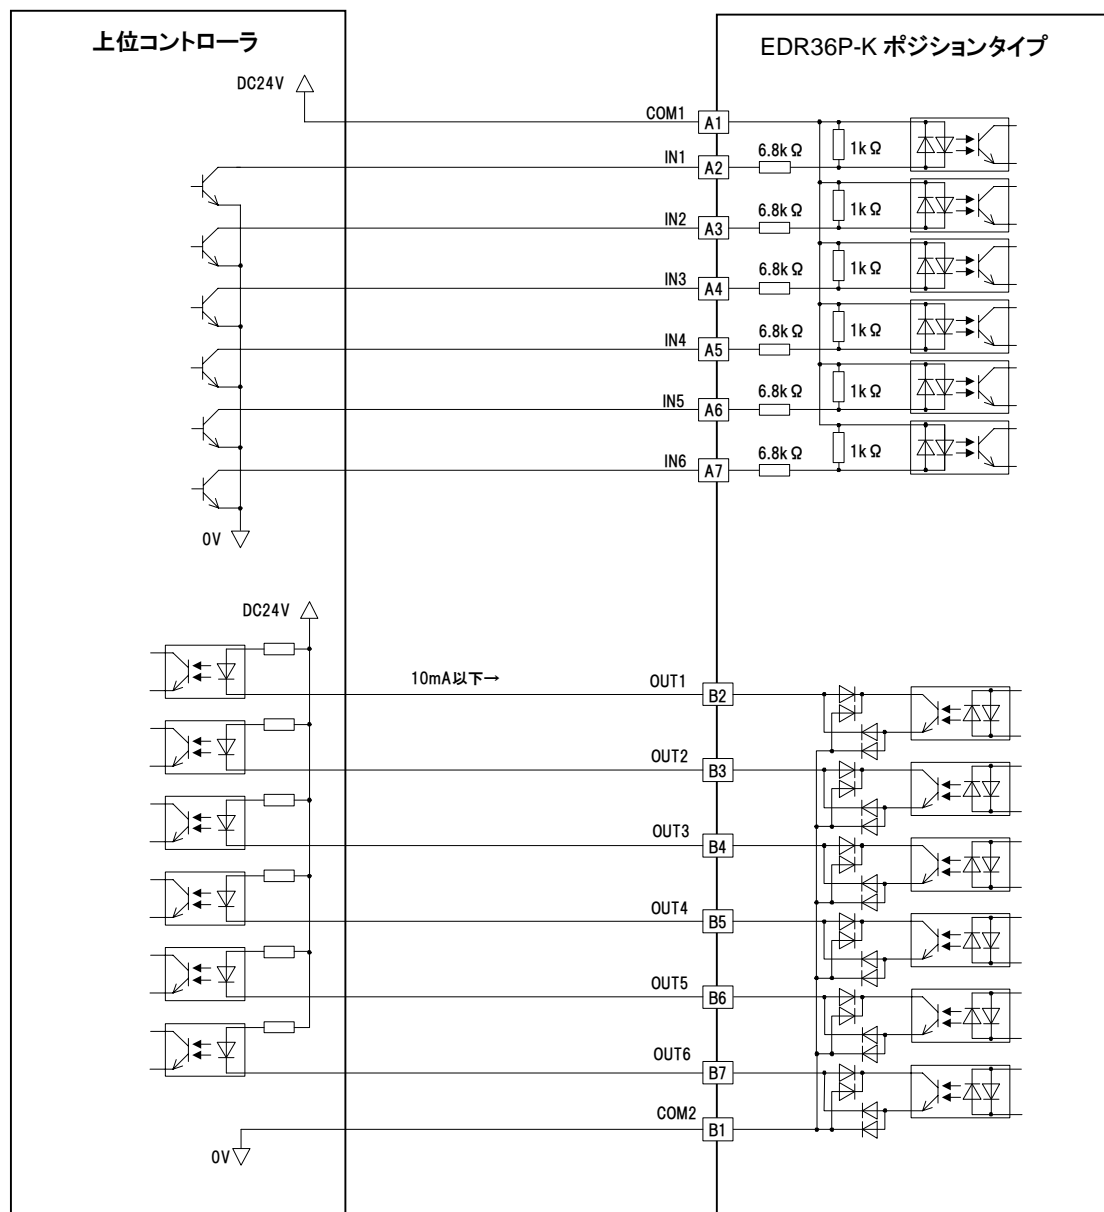 上位コントローラ
EDR36P-K ポジションタイプ
DC24V
COM1
A1
IN1
A2
6.8kΩ
1kΩ
IN2
A3
6.8kΩ
1kΩ
IN3
A4
6.8kΩ
1kΩ
IN4
A5
6.8kΩ
1kΩ
IN5
A6
6.8kΩ
1kΩ
IN6
A7
6.8kΩ
1kΩ
0V
DC24V
10mA以下→
OUT1
B2
OUT2
B3
OUT3
B4
OUT4
B5
OUT5
B6
OUT6
B7
COM2
B1
0V